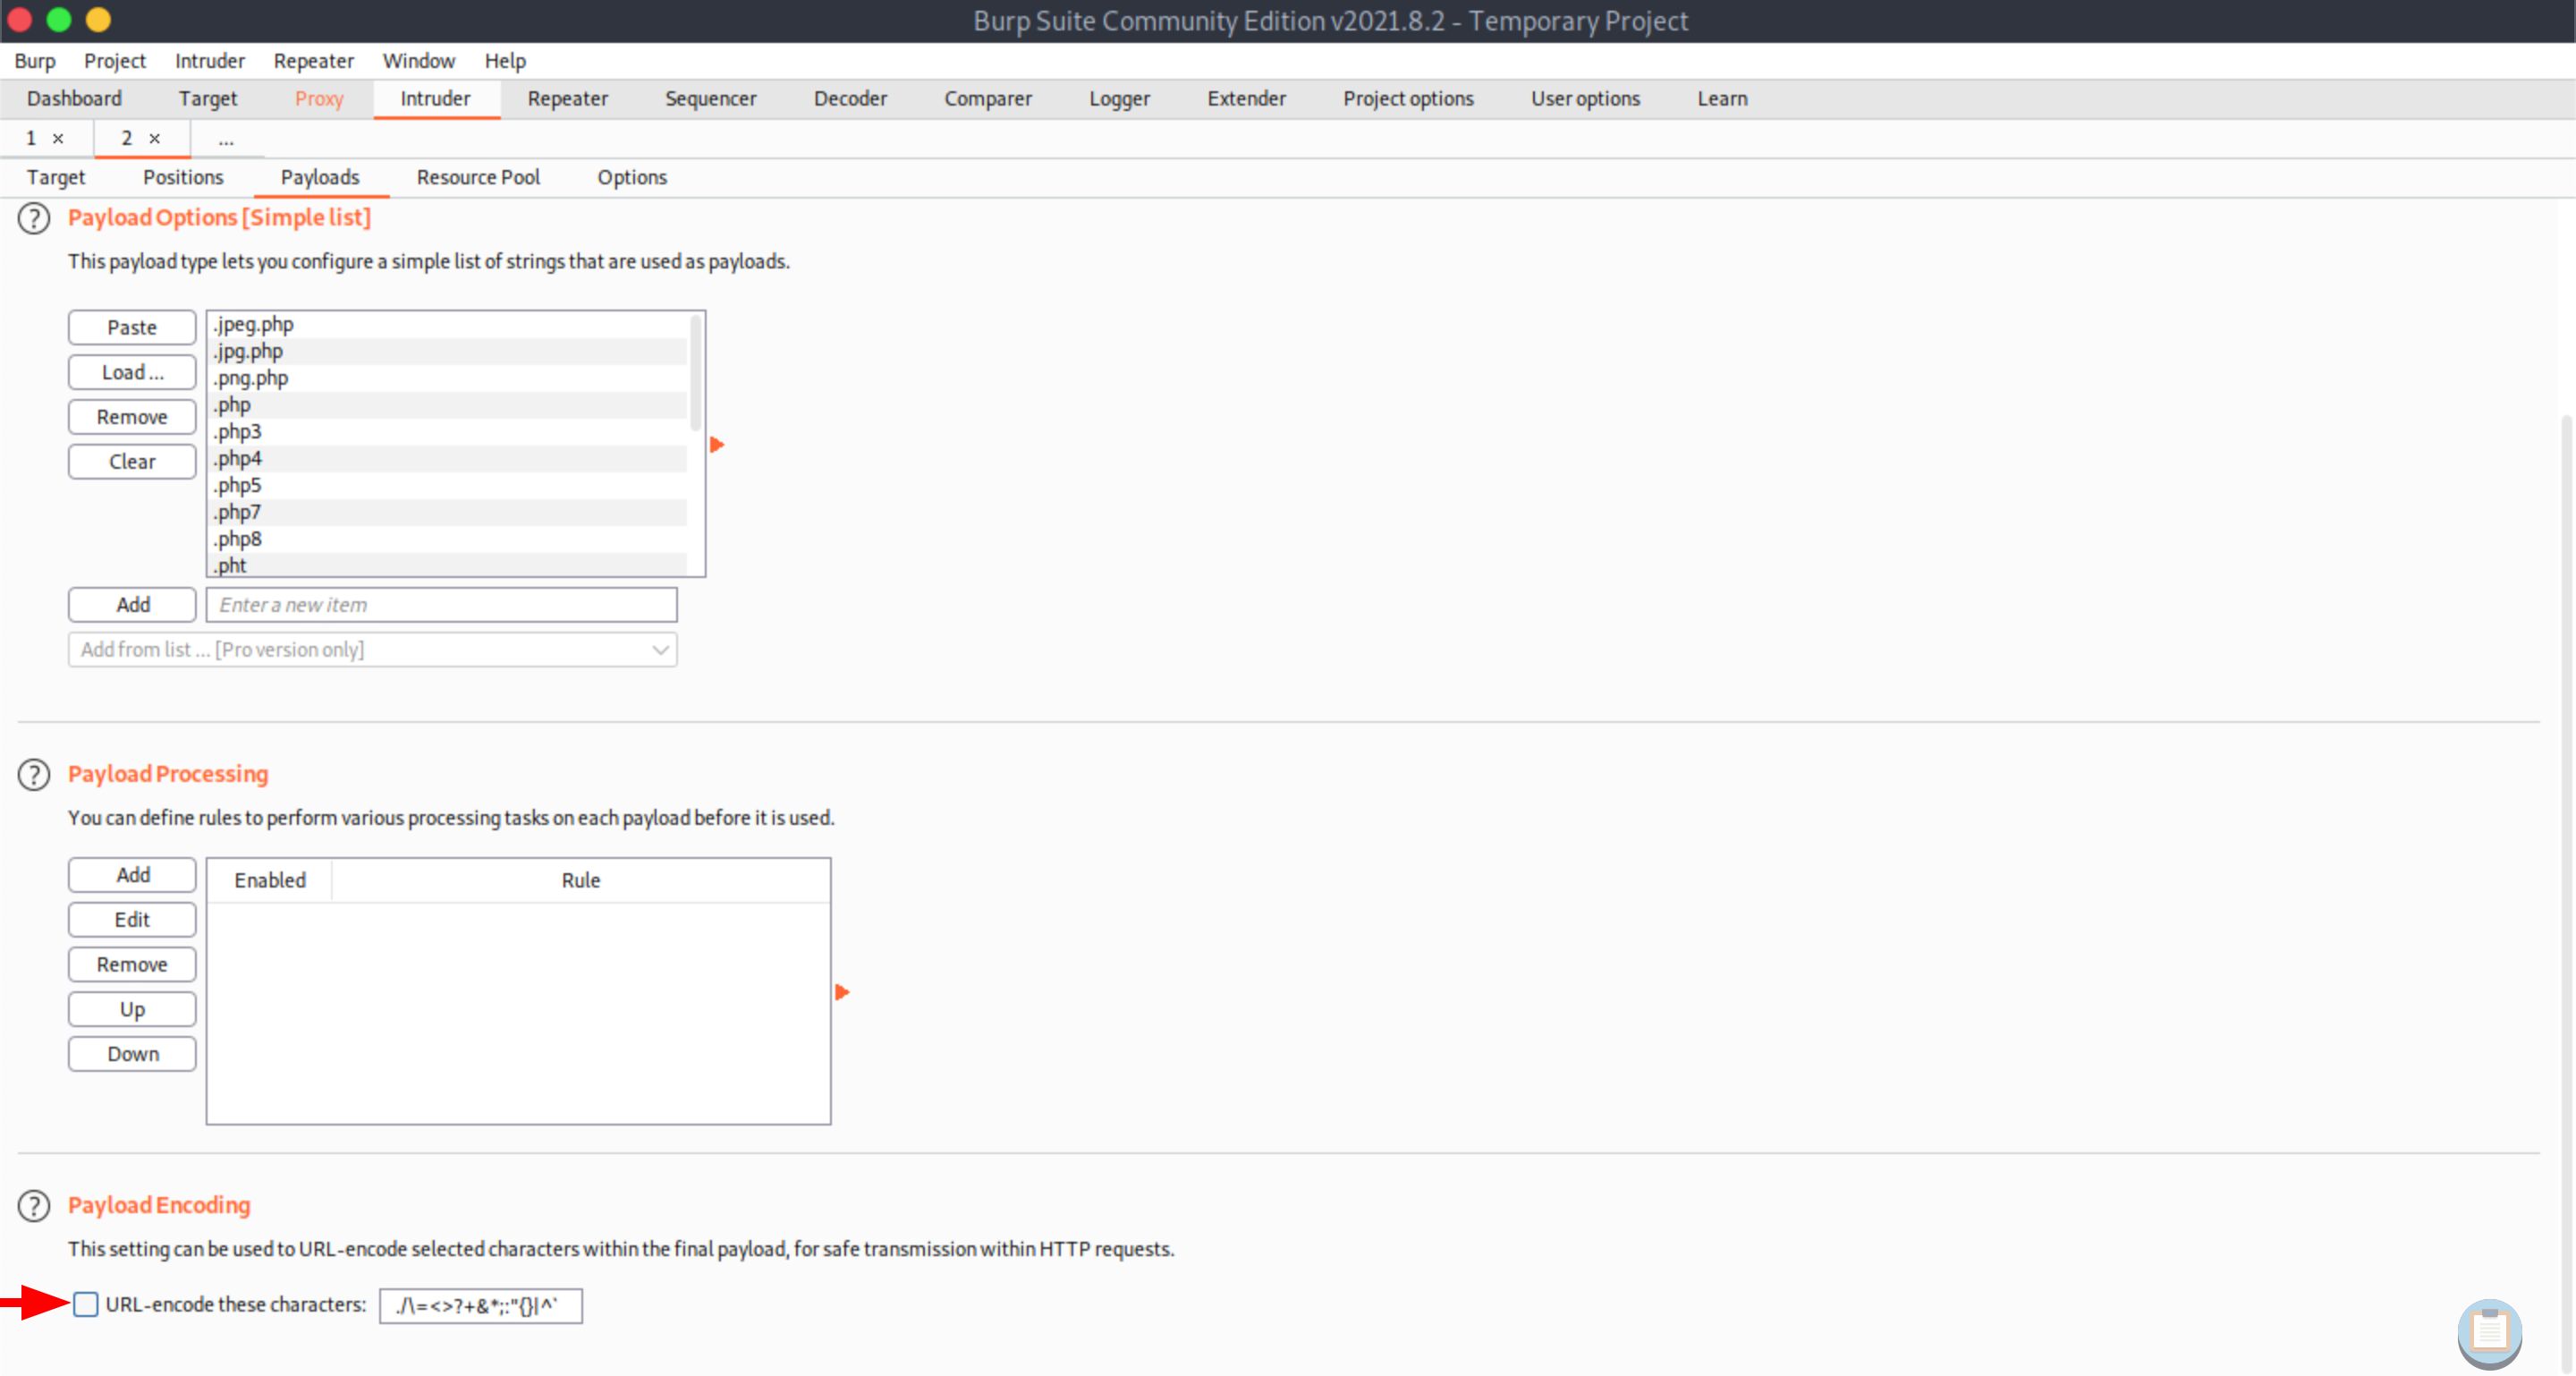 Burp Suite Community Edition v2021.8.2 - Temporary Project
Burp Project Intruder Repeater Window Help
Dashboard Target Proxy Intruder Repeater Sequencer Decoder Comparer Logger Extender Project options User options Learn
1 × 2 × ...
Target Positions Payloads Resource Pool Options
? Payload Options [Simple list]
This payload type lets you configure a simple list of strings that are used as payloads.
Paste .jpeg.php
.jpg.php
Load ... .png.php
.php
Remove .php3
.php4
Clear .php5
.php7
.php8
.pht
Add Enter a new item
Add from list ... [Pro version only]
? Payload Processing
You can define rules to perform various processing tasks on each payload before it is used.
Add Enabled Rule
Edit
Remove
Up
Down
? Payload Encoding
This setting can be used to URL-encode selected characters within the final payload, for safe transmission within HTTP requests.
URL-encode these characters: ./\=<>?+&*;:"{}|^`